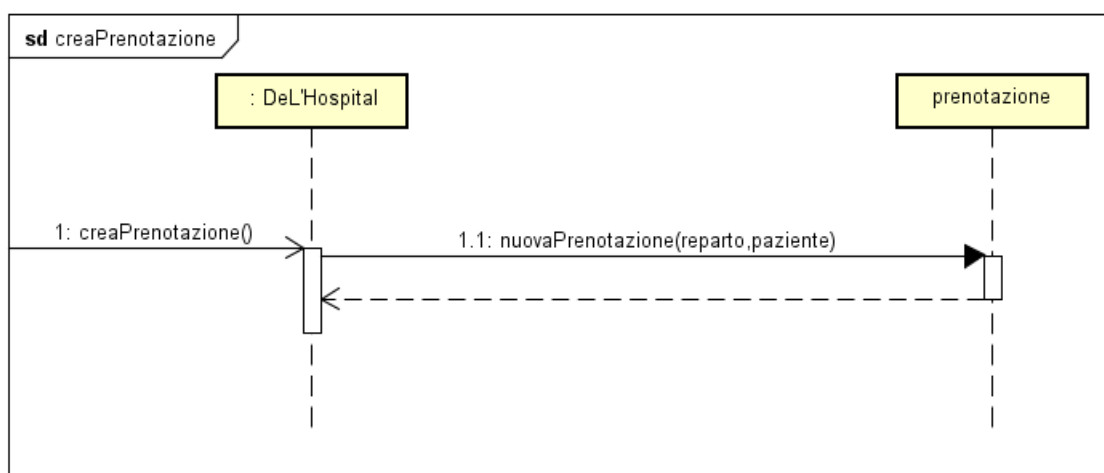 sd creaPrenotazione
: DeL'Hospital
prenotazione
1: creaPrenotazione()
1.1: nuovaPrenotazione(reparto,paziente)